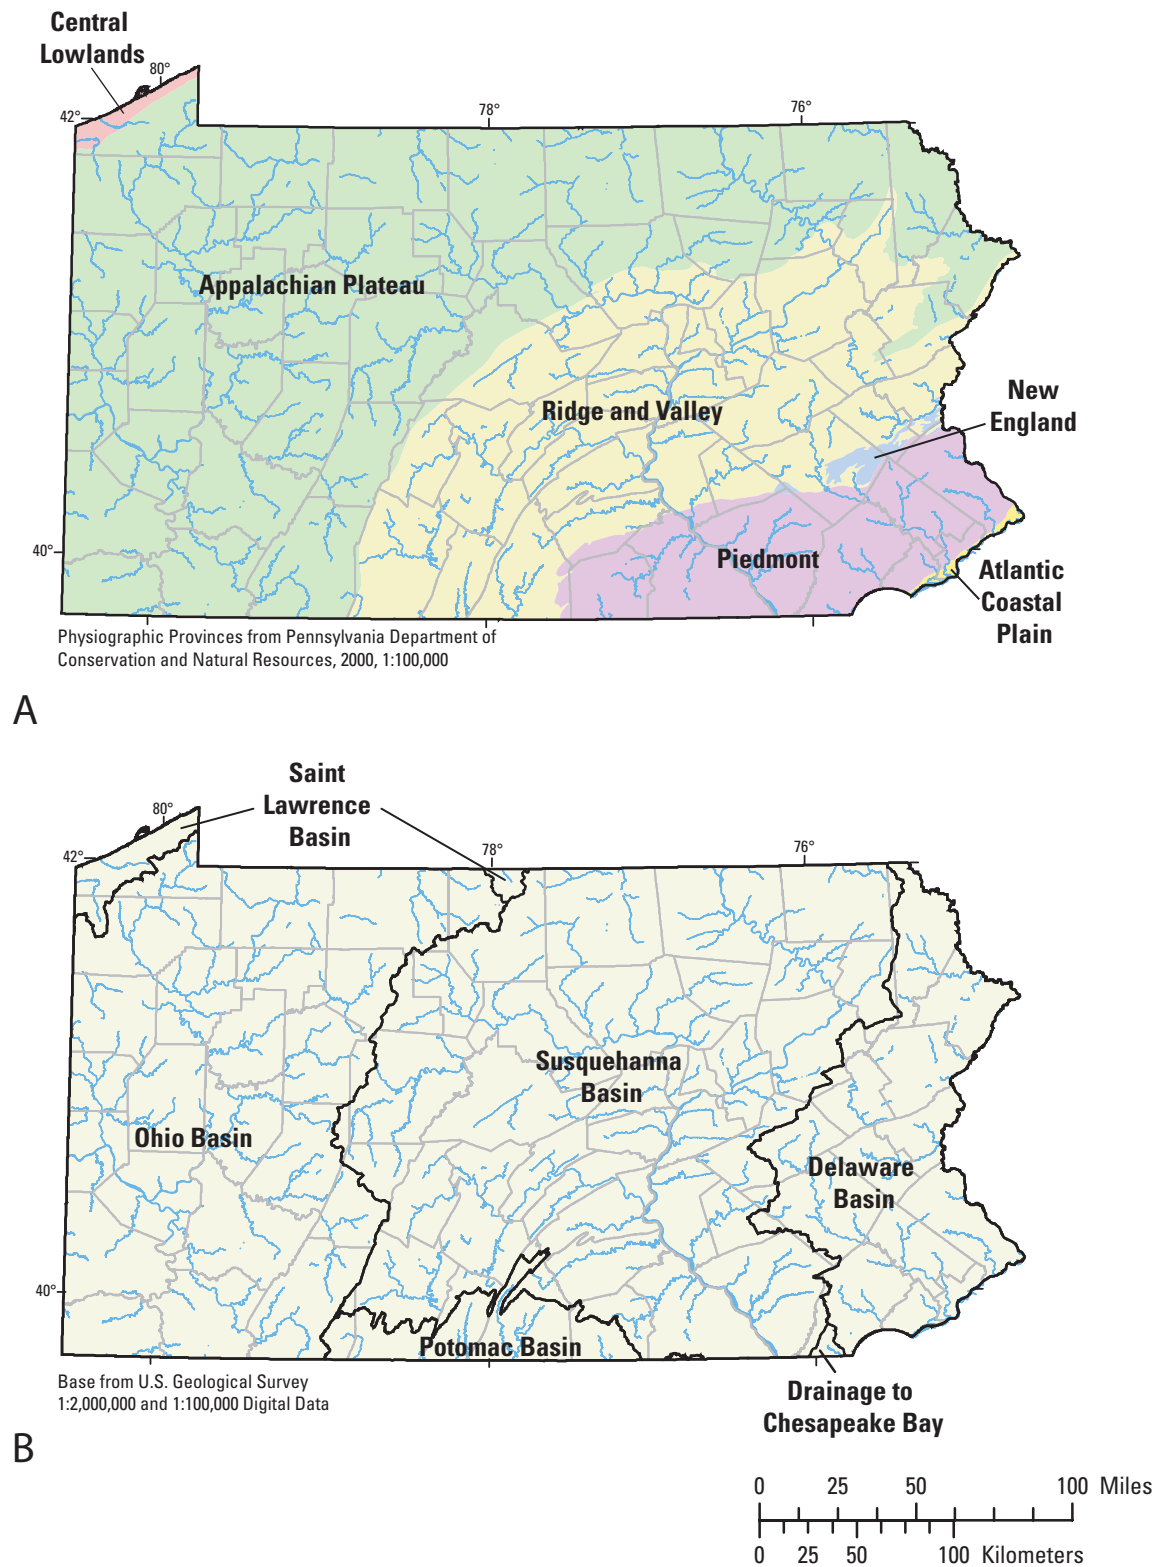 Central
Lowlands
80°
42°
78°
76°
Appalachian Plateau
Ridge and Valley
New
England
40°
Piedmont
Atlantic
Coastal
Plain
Physiographic Provinces from Pennsylvania Department of
Conservation and Natural Resources, 2000, 1:100,000
A
Saint
Lawrence
Basin
80°
42°
78°
76°
Susquehanna
Basin
Ohio Basin
Delaware
Basin
40°
Potomac Basin
Base from U.S. Geological Survey
1:2,000,000 and 1:100,000 Digital Data
Drainage to
Chesapeake Bay
B
0 25 50 100 Miles
0 25 50 100 Kilometers